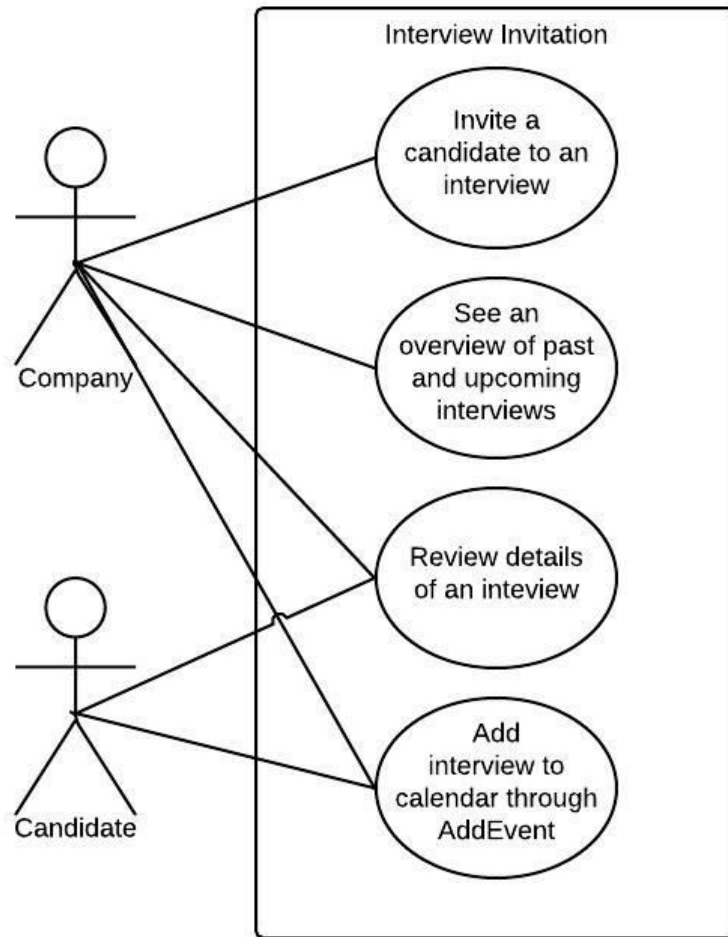 Interview Invitation
Invite a
candidate to an
interview
See an
overview of past
and upcoming
interviews
Company
Review details
of an inteview
Add
interview to
calendar through
AddEvent
Candidate